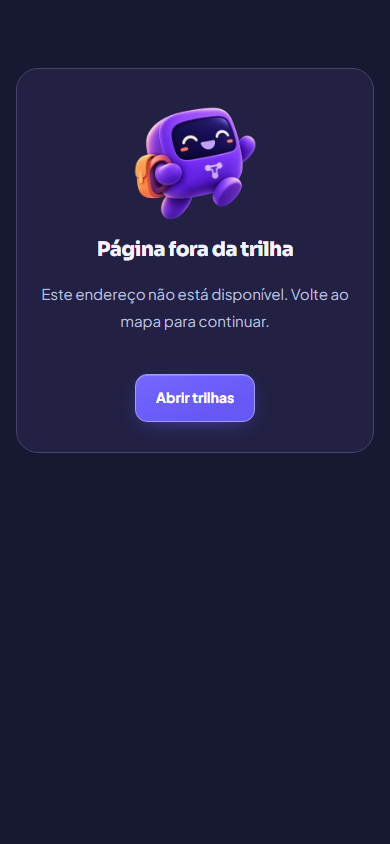 Página fora da trilha
Este endereço não está disponível. Volte ao
mapa para continuar.
Abrir trilhas